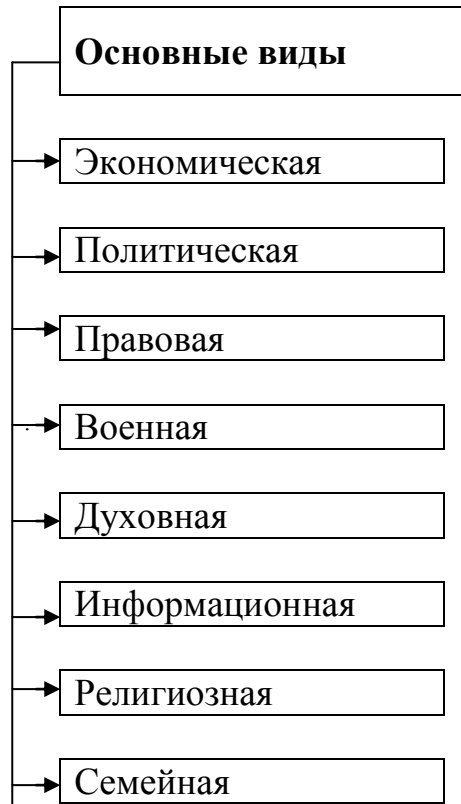 Основные виды
Экономическая
Политическая
Правовая
Военная
Духовная
Информационная
Религиозная
Семейная